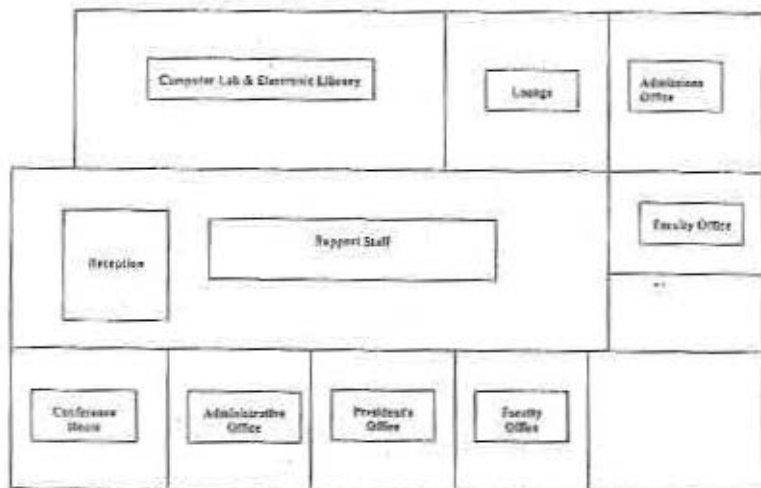 Computer Lab & Electronic Library
Lounge
Admissions
Office
Faculty Office
Support Staff
Reception
Conference
Administrative
Office
President's
Office
Faculty
Office